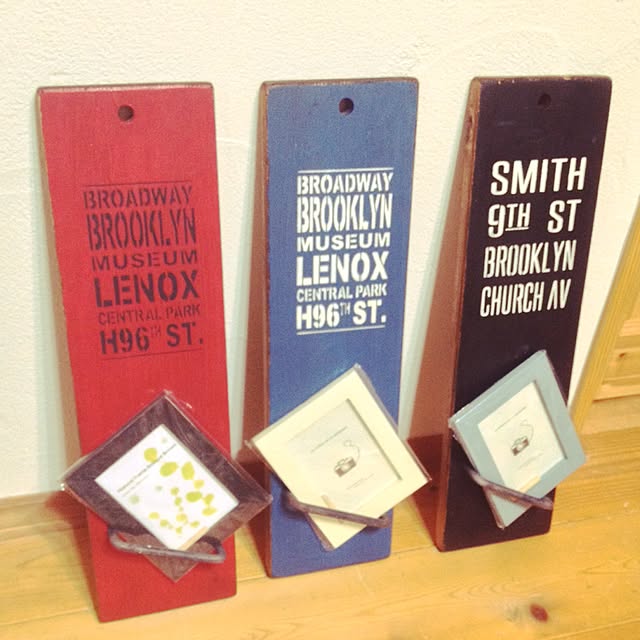 BROADWAY
BROOKLYN
MUSEUM
LENOX
CENTRAL PARK
H96TH ST.
BROADWAY
BROOKLYN
MUSEUM
LENOX
CENTRAL PARK
H96TH ST.
SMITH
9TH ST
BROOKLYN
CHURCH AV